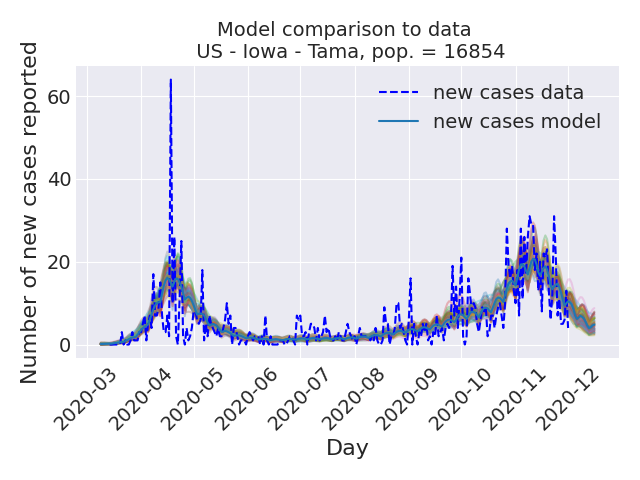 Model comparison to data
US - Iowa - Tama, pop. = 16854
Number of new cases reported
60
40
20
0
new cases data
new cases model
2020-03
2020-04
2020-05
2020-06
2020-07
2020-08
2020-09
2020-10
2020-11
2020-12
Day